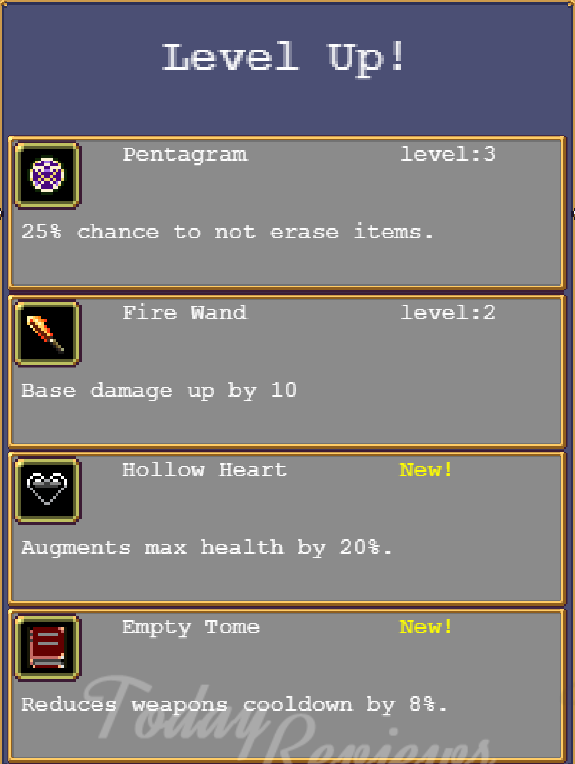 Level Up!
Pentagram level:3
25% chance to not erase items.
Fire Wand level:2
Base damage up by 10
Hollow Heart New!
Augments max health by 20%.
Empty Tome New!
Reduces weapons cooldown by 8%.
Today
Reviews